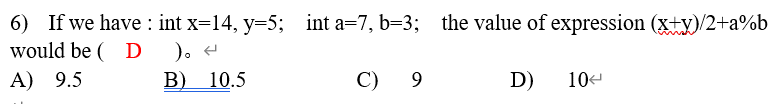 6) If we have : int x=14, y=5; int a=7, b=3; the value of expression (x+y)/2+a%b
would be ( D )。 ↵
A) 9.5 B) 10.5 C) 9 D) 10↵